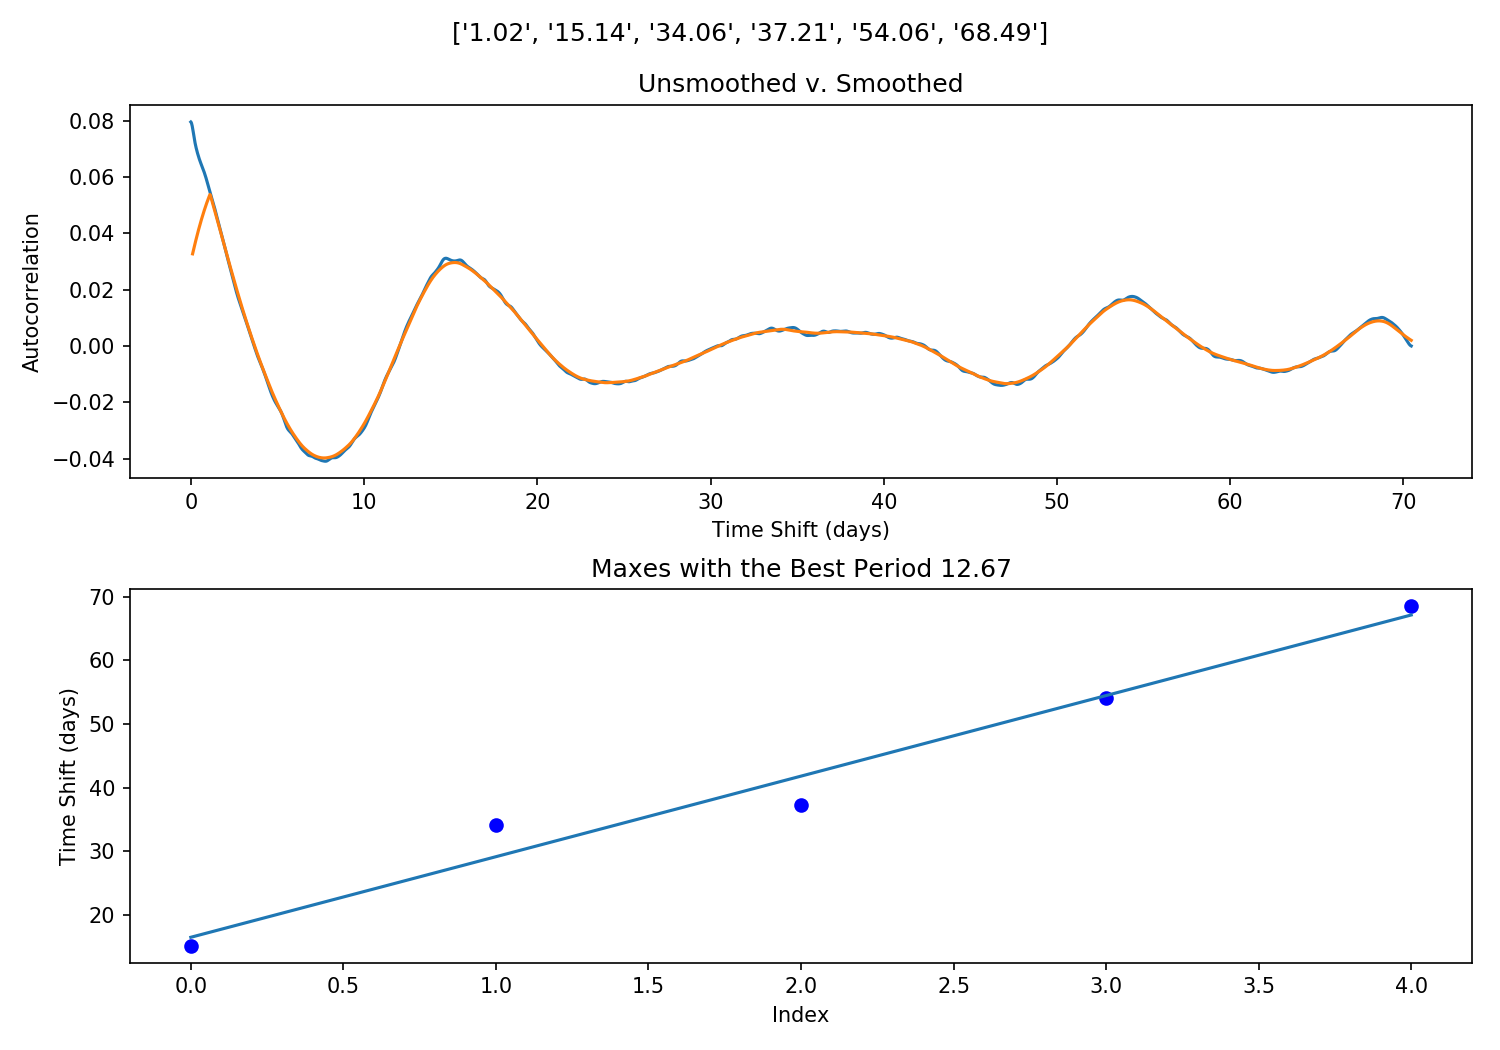 ['1.02', '15.14', '34.06', '37.21', '54.06', '68.49']
Unsmoothed v. Smoothed
0.08
0.06
0.04
0.02
0.00
−0.02
−0.04
Autocorrelation
0 10 20 30 40 50 60 70
Time Shift (days)
Maxes with the Best Period 12.67
70
60
50
40
30
20
Time Shift (days)
0.0 0.5 1.0 1.5 2.0 2.5 3.0 3.5 4.0
Index